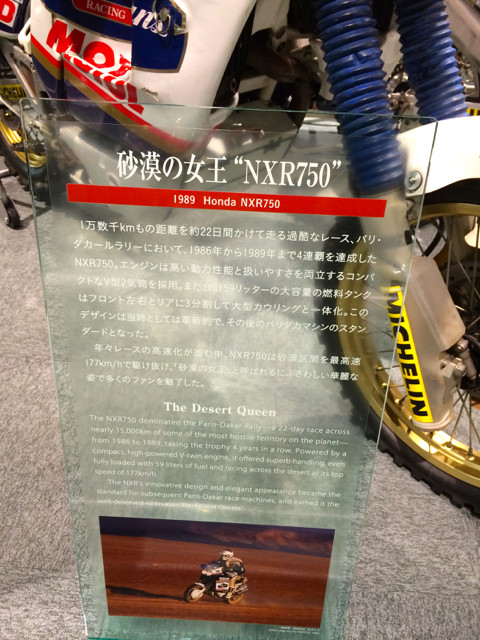 RACING
MOTUL
砂漠の女王 “NXR750”
1989 Honda NXR750
1万数千kmもの距離を約22日間かけて走る過酷なレース、パリ・
ダカールラリーにおいて、1986年から1989年まで4連覇を達成した
NXR750。エンジンは高い動力性能と扱いやすさを両立するコンパ
クトなV型2気筒を採用。また合計59リッターの大容量の燃料タンク
はフロント左右とリアに3分割して大型カウリングと一体化。この
デザインは当時としては革新的で、その後のパリダカマシンのスタン
ダードとなった。
年々レースの高速化が進む中、NXR750は砂漠区間を最高速
177km/hで駆け抜け、“砂漠の女王”と呼ばれるにふさわしい華麗な
姿で多くのファンを魅了した。
The Desert Queen
The NXR750 dominated the Paris-Dakar Rally—a 22-day race across
nearly 15,000km of some of the most hostile territory on the planet—
from 1986 to 1989, taking the trophy 4 years in a row. Powered by a
compact, high-powered V-twin engine, it offered superb handling, even
fully loaded with 59 liters of fuel and racing across the desert at its top
speed of 177km/h.
The NXR's innovative design and elegant appearance became the
standard for subsequent Paris-Dakar race machines, and earned it the
well-deserved nickname "Desert Queen."
MICHELIN